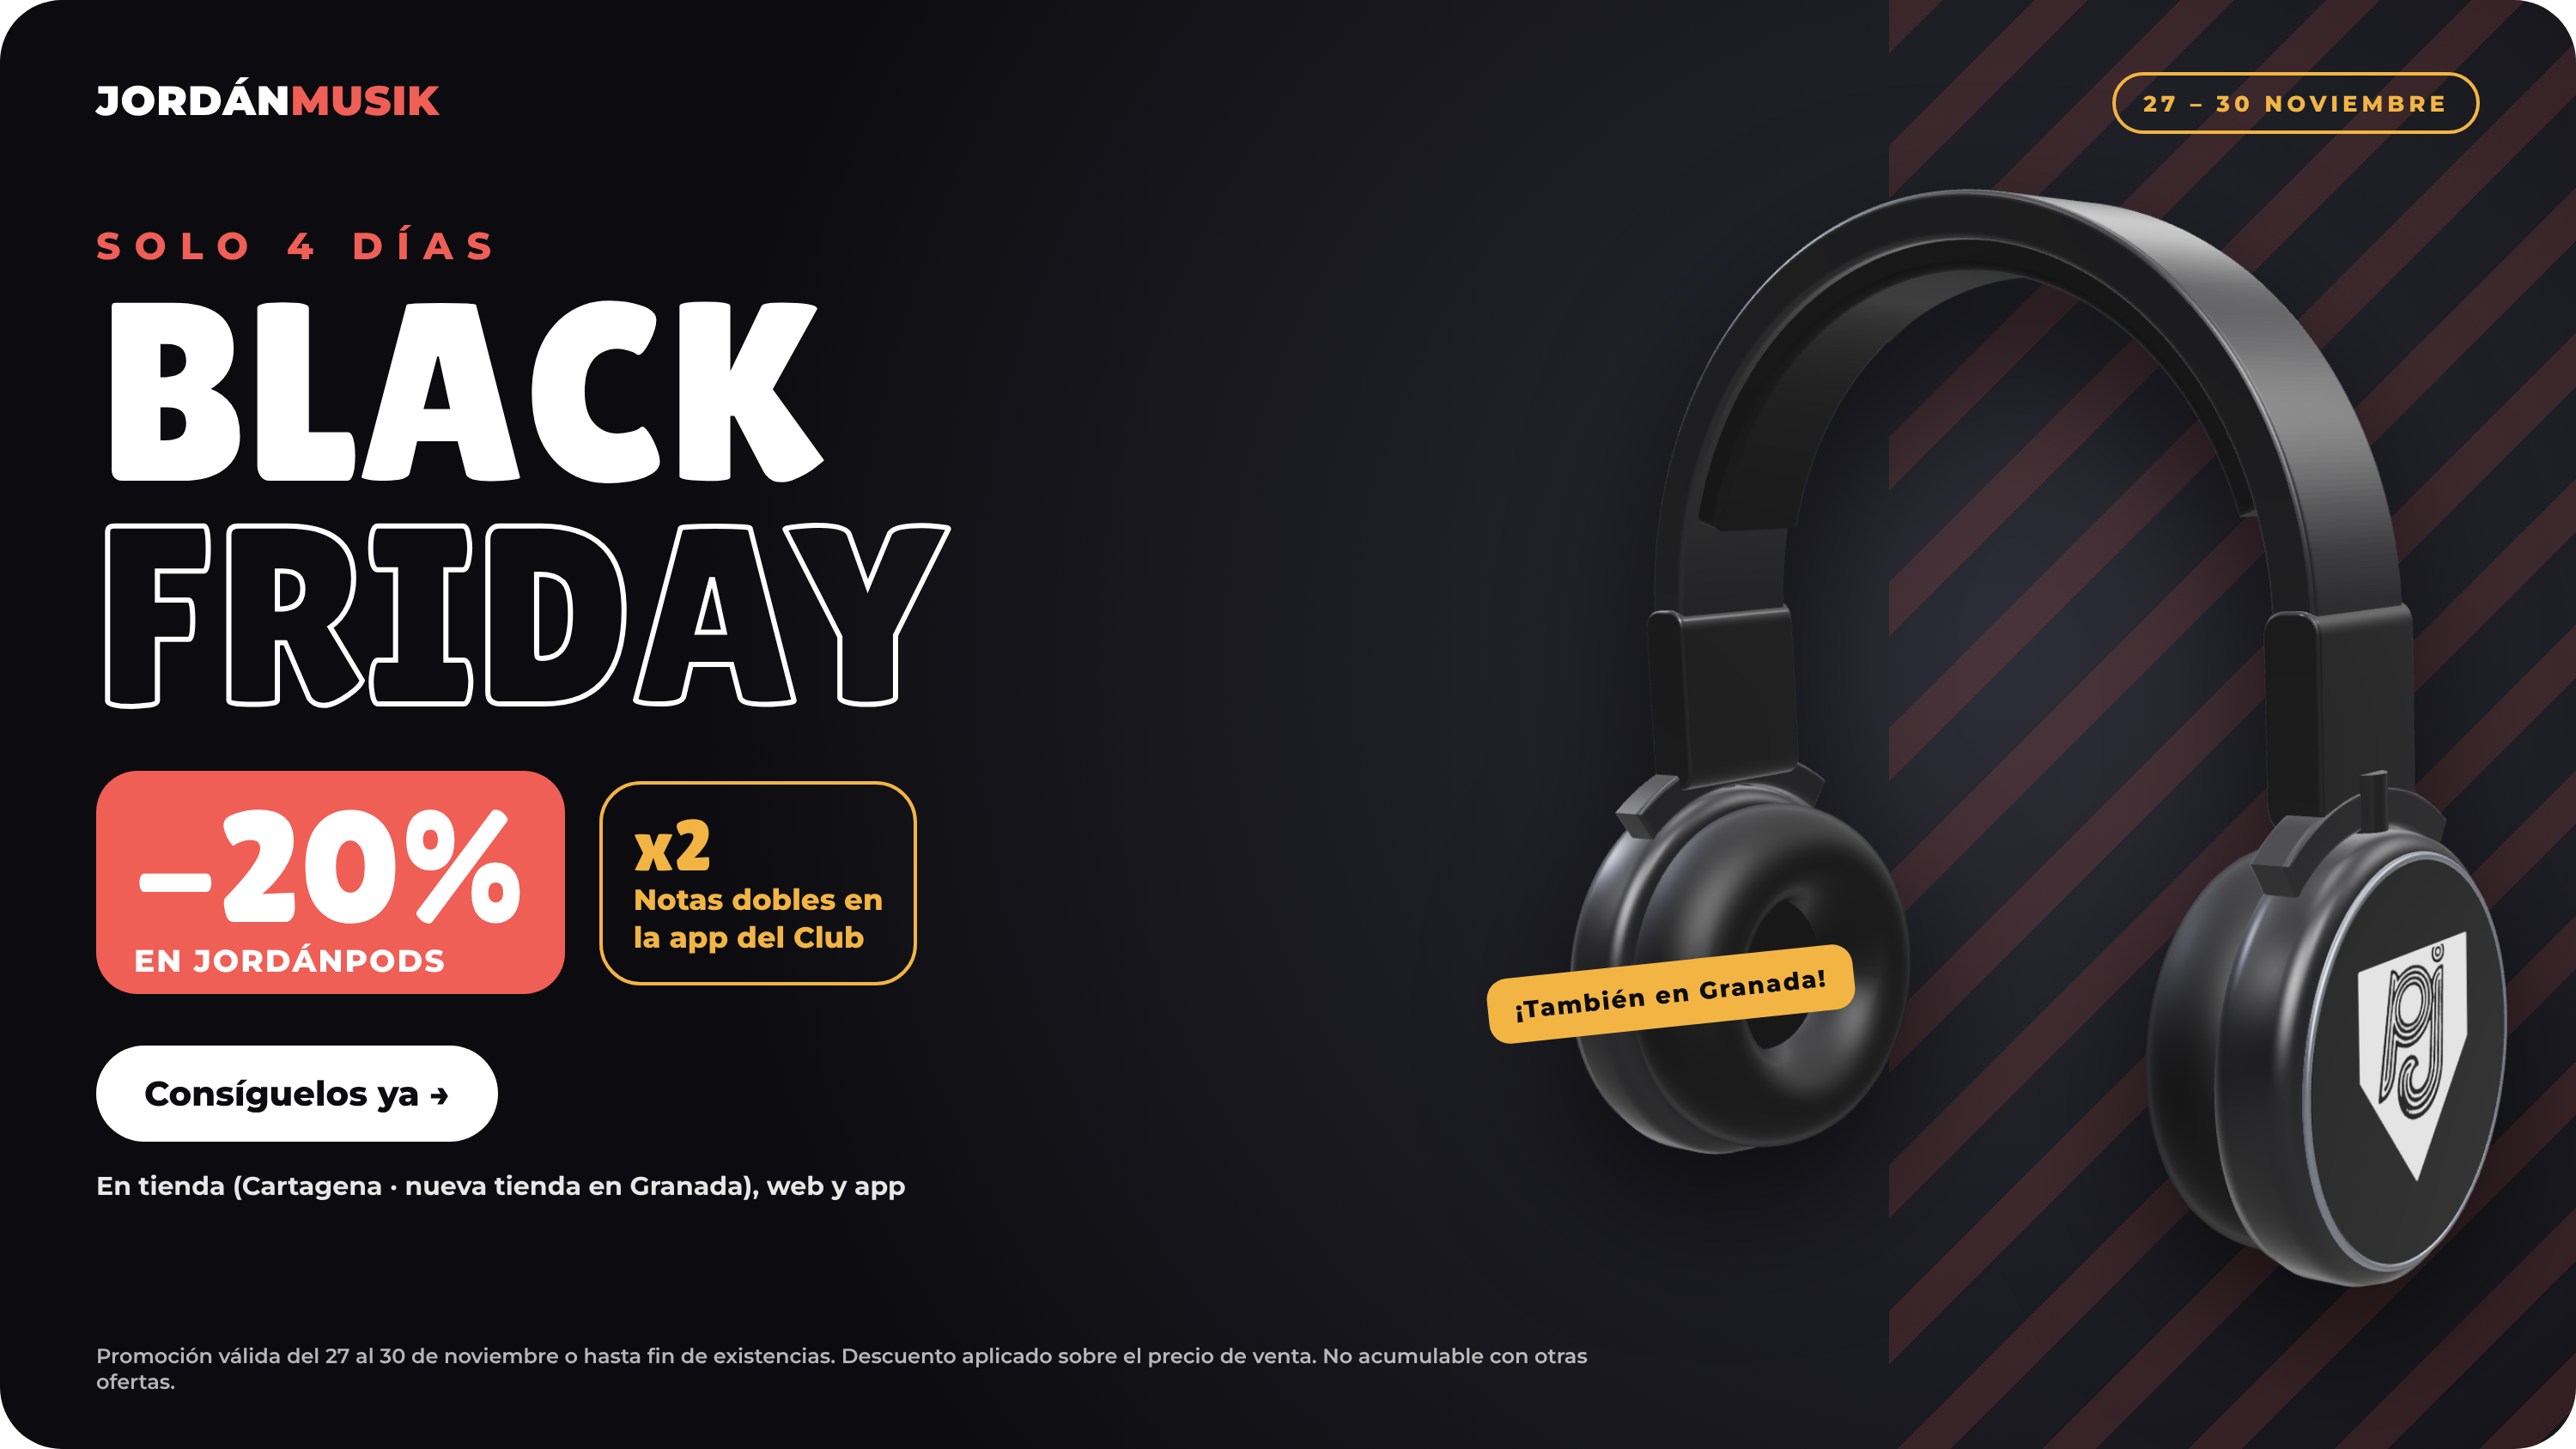 JORDÁNMUSIK
27 – 30 NOVIEMBRE
SOLO 4 DÍAS
BLACK
FRIDAY
–20%
EN JORDÁNPODS
x2
Notas dobles en
la app del Club
¡También en Granada!
pj
Consíguelos ya →
En tienda (Cartagena · nueva tienda en Granada), web y app
Promoción válida del 27 al 30 de noviembre o hasta fin de existencias. Descuento aplicado sobre el precio de venta. No acumulable con otras
ofertas.